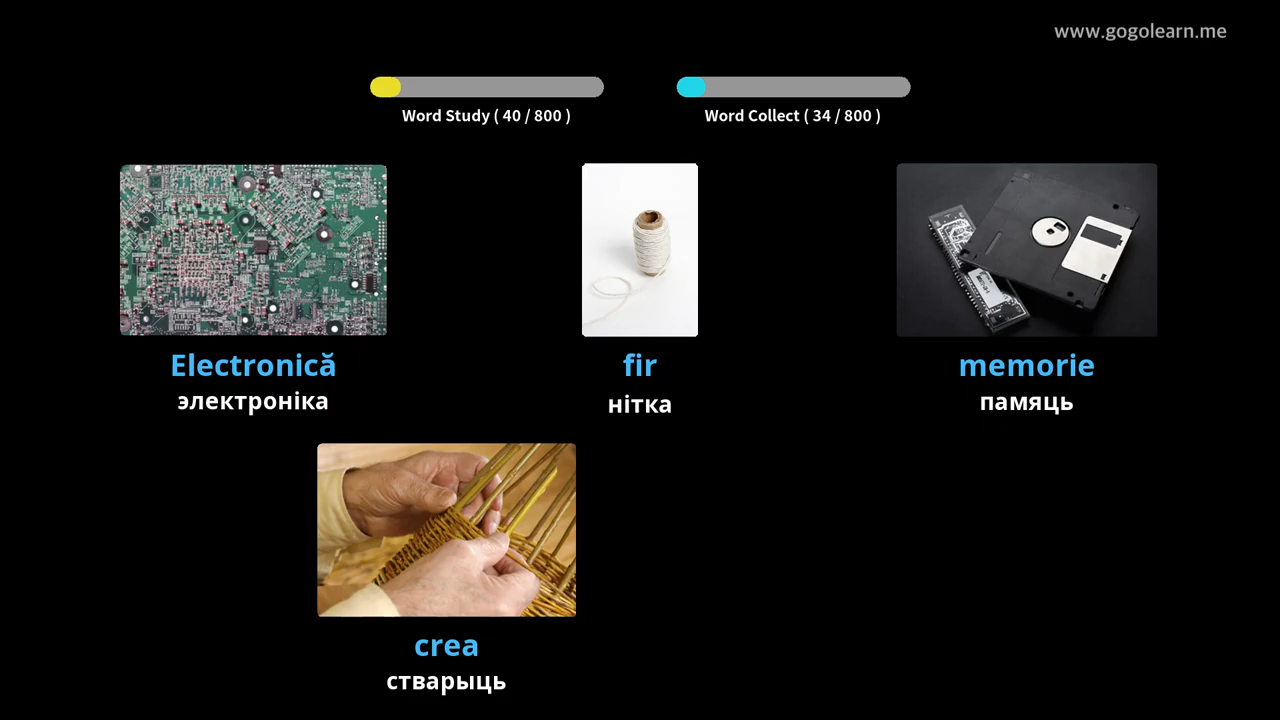 www.gogolearn.me
Word Study ( 40 / 800 )
Word Collect ( 34 / 800 )
Electronică
fir
memorie
электроніка
нітка
памяць
crea
стварыць